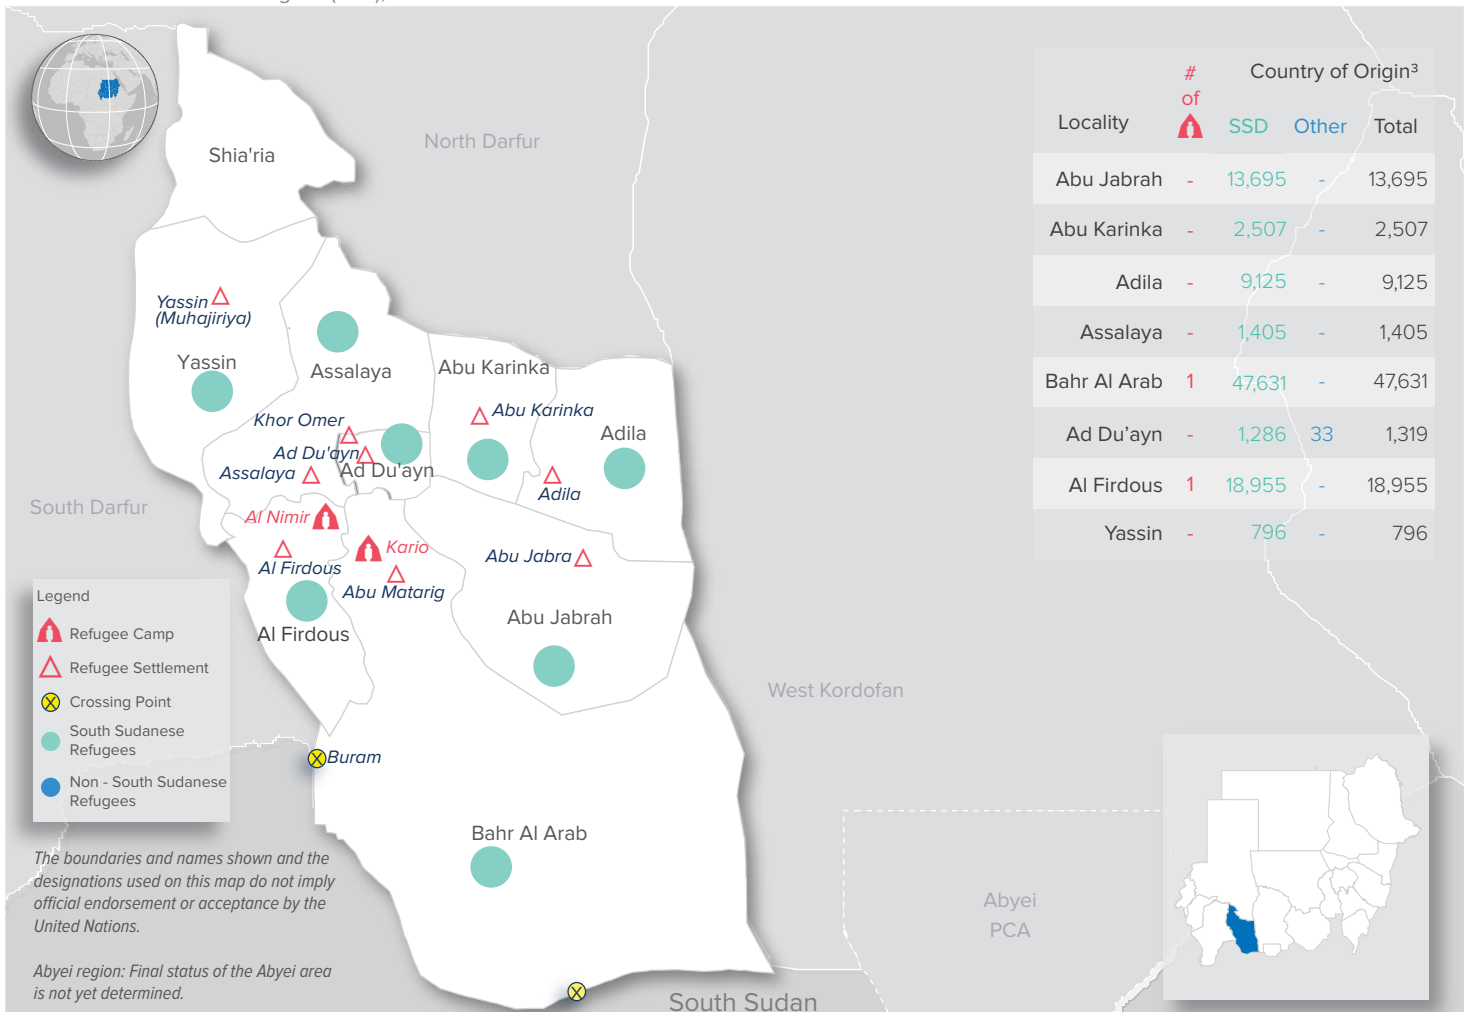 Shia'ria
North Darfur
Yassin
(Muhajiriya)
Yassin
Assalaya
Abu Karinka
Khor Omer
Abu Karinka
Ad Du'ayn
Adila
Assalaya
Ad Du'ayn
Adila
South Darfur
Al Nimir
Kario
Abu Jabra
Al Firdous
Abu Matarig
Abu Jabrah
Al Firdous
West Kordofan
Buram
Bahr Al Arab
Abyei
PCA
South Sudan
# of
Country of Origin³
Locality SSD Other Total
Abu Jabrah - 13,695 - 13,695
Abu Karinka - 2,507 - 2,507
Adila - 9,125 - 9,125
Assalaya - 1,405 - 1,405
Bahr Al Arab 1 47,631 - 47,631
Ad Du’ayn - 1,286 33 1,319
Al Firdous 1 18,955 - 18,955
Yassin - 796 - 796
Legend
Refugee Camp
Refugee Settlement
Crossing Point
South Sudanese
Refugees
Non - South Sudanese
Refugees
The boundaries and names shown and the
designations used on this map do not imply
official endorsement or acceptance by the
United Nations.
Abyei region: Final status of the Abyei area
is not yet determined.